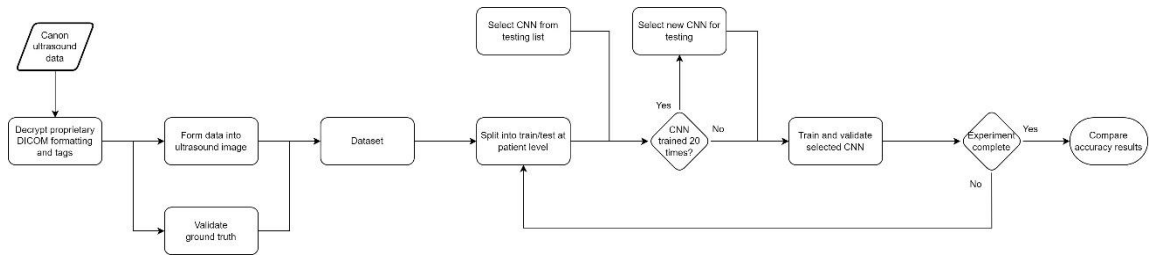 Canon
ultrasound
data
Decrypt proprietary
DICOM formatting
and tags
Form data into
ultrasound image
Validate
ground truth
Dataset
Select CNN from
testing list
Split into train/test at
patient level
Select new CNN for
testing
Yes
CNN
trained 20
times?
No
Train and validate
selected CNN
Experiment
complete
Yes
No
Compare
accuracy results